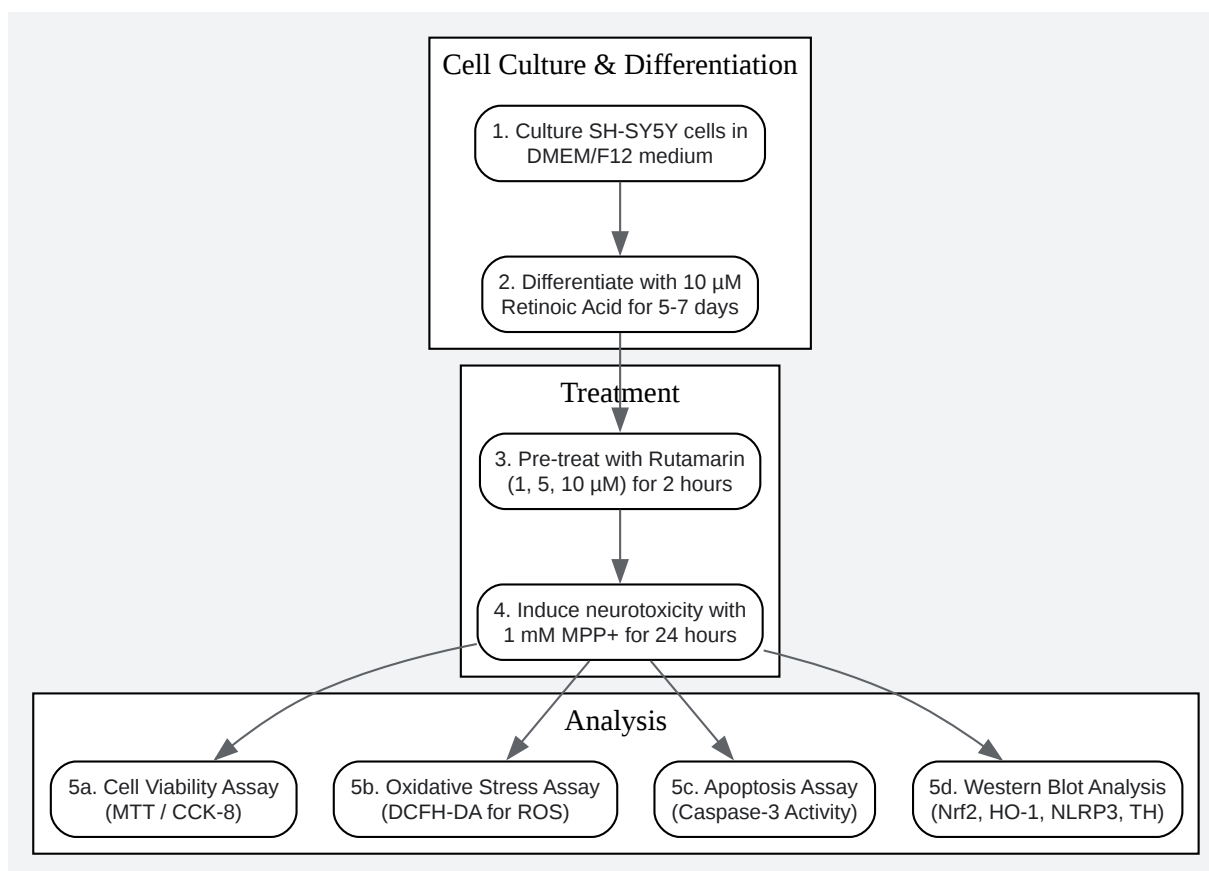 Cell Culture & Differentiation
1. Culture SH-SY5Y cells in
DMEM/F12 medium
2. Differentiate with 10 µM
Retinoic Acid for 5-7 days
Treatment
3. Pre-treat with Rutamarin
(1, 5, 10 µM) for 2 hours
4. Induce neurotoxicity with
1 mM MPP+ for 24 hours
Analysis
5a. Cell Viability Assay
(MTT / CCK-8)
5b. Oxidative Stress Assay
(DCFH-DA for ROS)
5c. Apoptosis Assay
(Caspase-3 Activity)
5d. Western Blot Analysis
(Nrf2, HO-1, NLRP3, TH)